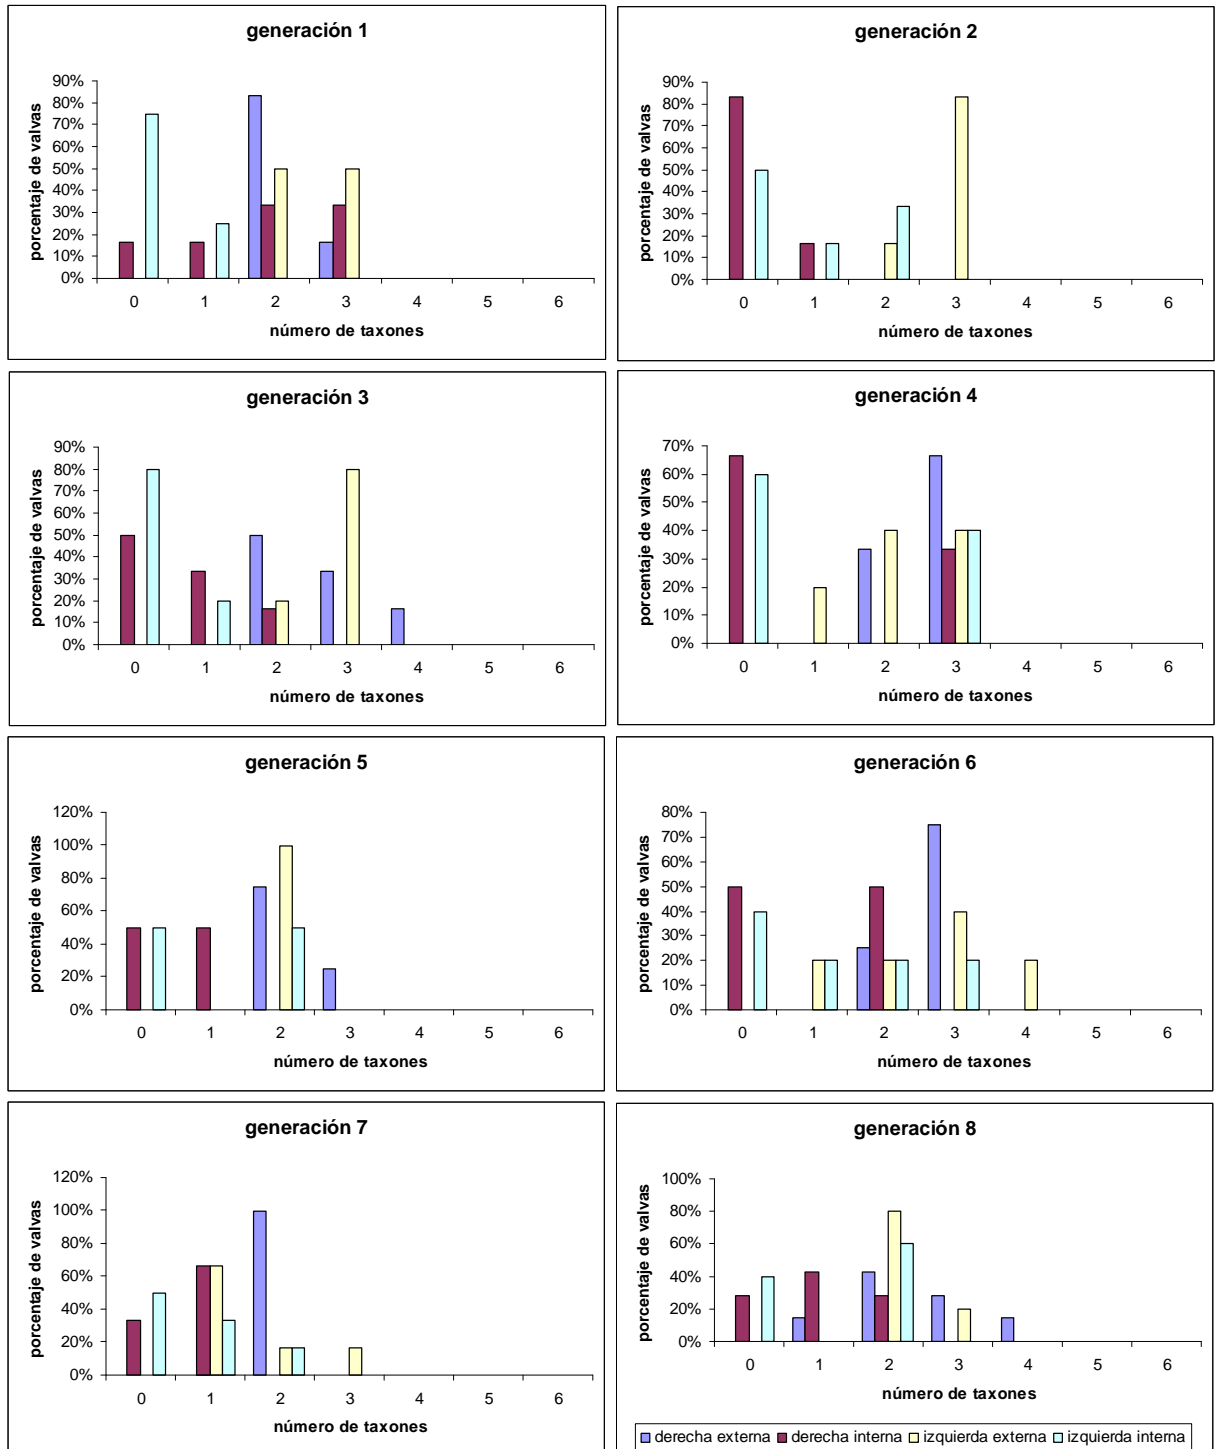 generación 1
porcentaje de valvas
90%
80%
70%
60%
50%
40%
30%
20%
10%
0%
0 1 2 3 4 5 6
número de taxones
generación 2
porcentaje de valvas
90%
80%
70%
60%
50%
40%
30%
20%
10%
0%
0 1 2 3 4 5 6
número de taxones
generación 3
porcentaje de valvas
90%
80%
70%
60%
50%
40%
30%
20%
10%
0%
0 1 2 3 4 5 6
número de taxones
generación 4
porcentaje de valvas
70%
60%
50%
40%
30%
20%
10%
0%
0 1 2 3 4 5 6
número de taxones
generación 5
porcentaje de valvas
120%
100%
80%
60%
40%
20%
0%
0 1 2 3 4 5 6
número de taxones
generación 6
porcentaje de valvas
80%
70%
60%
50%
40%
30%
20%
10%
0%
0 1 2 3 4 5 6
número de taxones
generación 7
porcentaje de valvas
120%
100%
80%
60%
40%
20%
0%
0 1 2 3 4 5 6
número de taxones
generación 8
porcentaje de valvas
100%
80%
60%
40%
20%
0%
0 1 2 3 4 5 6
número de taxones
derecha externa derecha interna izquierda externa izquierda interna